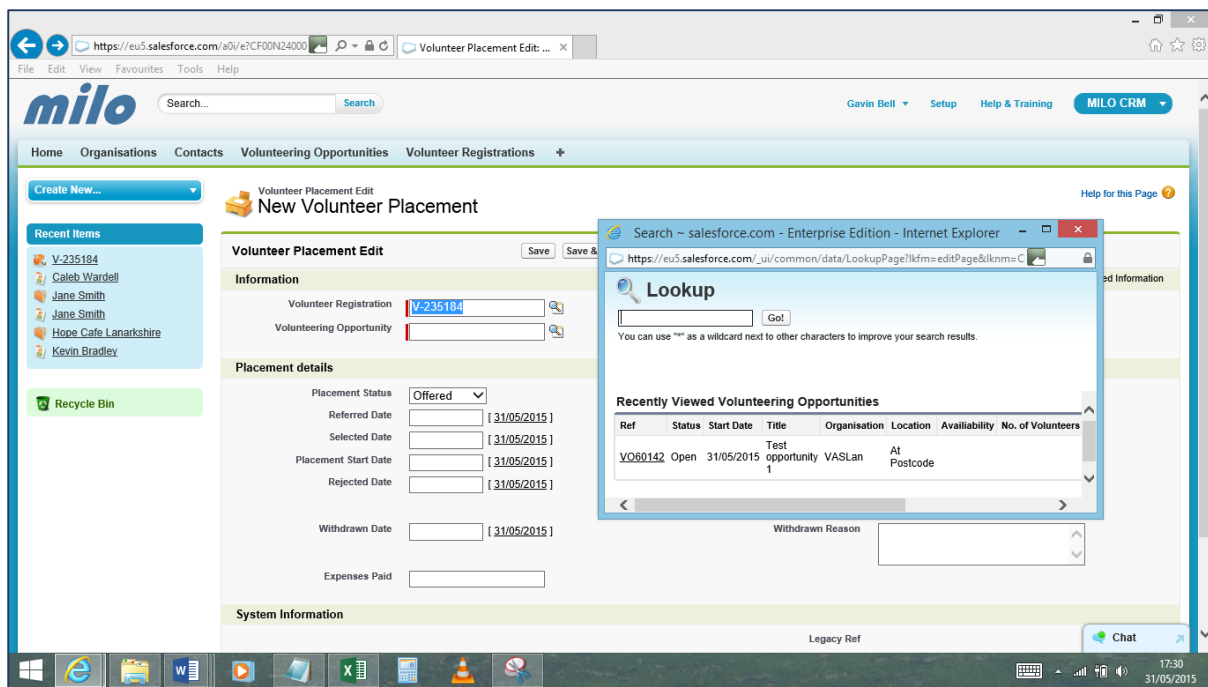 https://eu5.salesforce.com/a0i/e?CF00N24000
Volunteer Placement Edit: ...
File Edit View Favourites Tools Help
milo
Search...
Search
Gavin Bell
Setup
Help & Training
MILO CRM
Home Organisations Contacts Volunteering Opportunities Volunteer Registrations +
Create New...
Recent Items
V-235184
Caleb Wardell
Jane Smith
Jane Smith
Hope Cafe Lanarkshire
Kevin Bradley
Recycle Bin
Volunteer Placement Edit
New Volunteer Placement
Help for this Page
Volunteer Placement Edit
Save
Save &
Information
ed Information
Volunteer Registration V-235184
Volunteering Opportunity
Placement details
Placement Status Offered
Referred Date [ 31/05/2015 ]
Selected Date [ 31/05/2015 ]
Placement Start Date [ 31/05/2015 ]
Rejected Date [ 31/05/2015 ]
Withdrawn Date [ 31/05/2015 ]
Withdrawn Reason
Expenses Paid
System Information
Legacy Ref
Search ~ salesforce.com - Enterprise Edition - Internet Explorer
https://eu5.salesforce.com/_ui/common/data/LookupPage?lkfm=editPage&lknm=C
Lookup
Go!
You can use "*" as a wildcard next to other characters to improve your search results.
Recently Viewed Volunteering Opportunities
Ref Status Start Date Title Organisation Location Availiability No. of Volunteers
VO60142 Open 31/05/2015 Test opportunity 1 VASLan At Postcode
Chat
17:30
31/05/2015